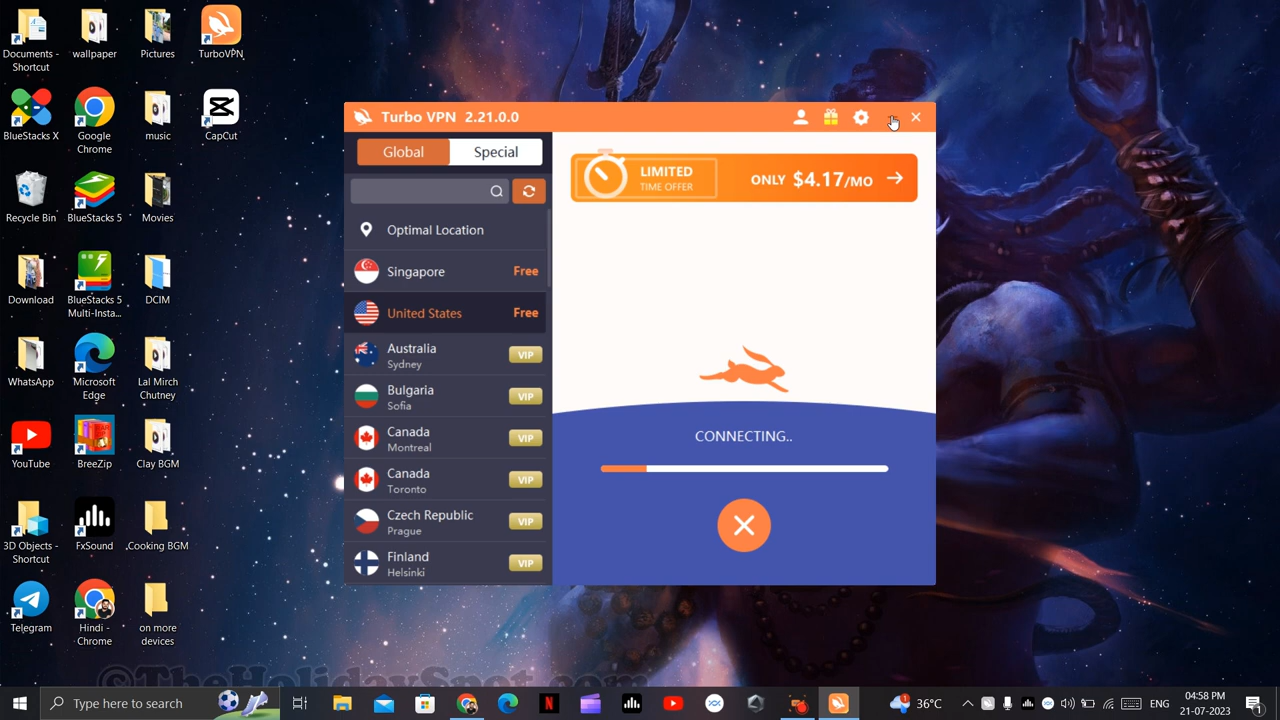 Documents -
Shortcut
wallpaper
Pictures
TurboVPN
BlueStacks X
Google
Chrome
music
CapCut
Recycle Bin
BlueStacks 5
Movies
Download
BlueStacks 5
Multi-Insta...
DCIM
WhatsApp
Microsoft
Edge
Lal Mirch
Chutney
YouTube
BreeZip
Clay BGM
3D Objects -
Shortcut
FxSound
Cooking BGM
Telegram
Hindi -
Chrome
on more
devices
Turbo VPN 2.21.0.0
Global
Special
Optimal Location
Singapore
Free
United States
Free
Australia
Sydney
VIP
Bulgaria
Sofia
VIP
Canada
Montreal
VIP
Canada
Toronto
VIP
Czech Republic
Prague
VIP
Finland
Helsinki
VIP
LIMITED
TIME OFFER
ONLY $4.17/MO
CONNECTING..
©TheHolidaySpot.com
Type here to search
1
36°C
ENG
04:58 PM
21-07-2023
1